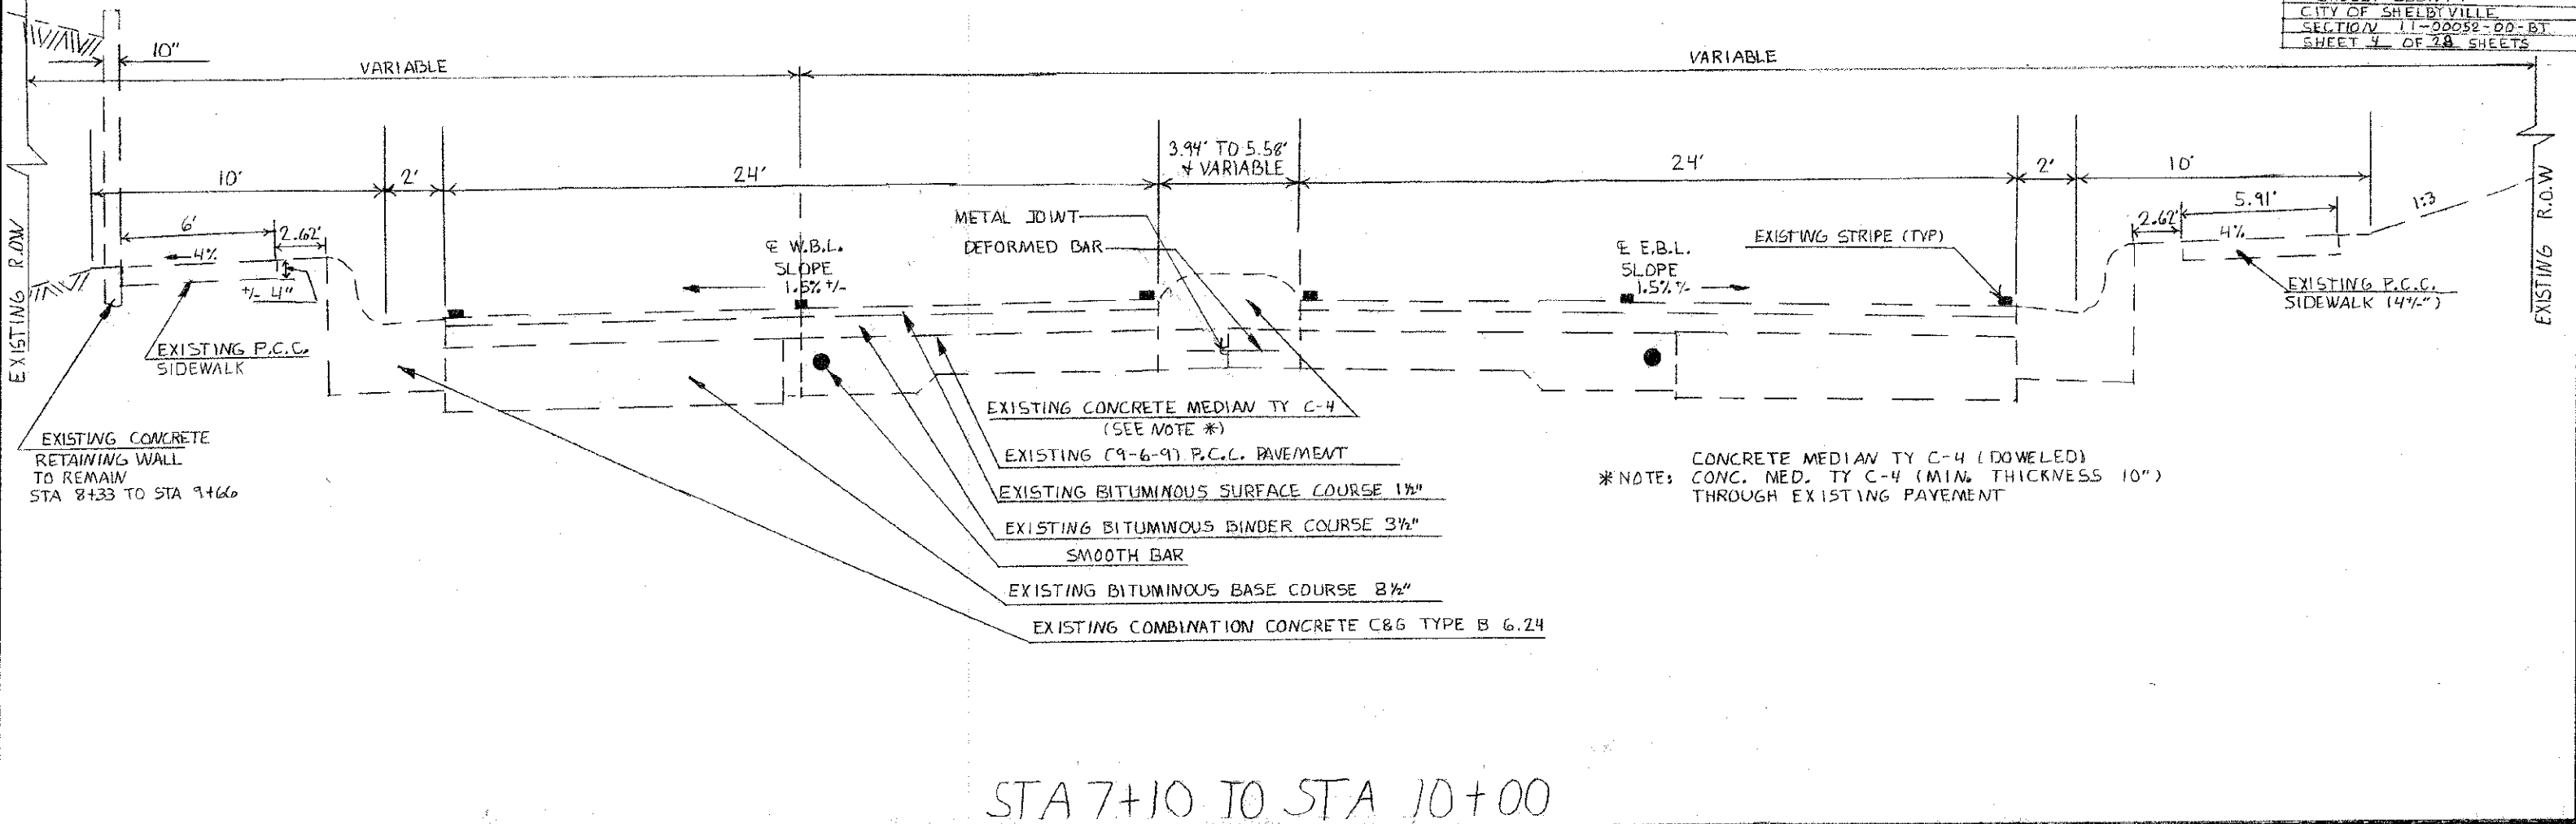 CITY OF SHELBYVILLE
SECTION 11-00052-00-BT
SHEET 4 OF 28 SHEETS
10"
VARIABLE
VARIABLE
10'
2'
24'
3.94' TO 5.58'
& VARIABLE
24'
2'
10'
6'
2.62'
4%
+/- 4"
METAL JOINT
DEFORMED BAR
℄ W.B.L.
SLOPE
1.5% +/-
℄ E.B.L.
SLOPE
1.5% +/-
EXISTING STRIPE (TYP)
2.62'
5.91'
4%
1:3
EXISTING R.O.W
EXISTING R.O.W
EXISTING P.C.C.
SIDEWALK
EXISTING P.C.C.
SIDEWALK (4+/-")
EXISTING CONCRETE
RETAINING WALL
TO REMAIN
STA 8+33 TO STA 9+66
EXISTING CONCRETE MEDIAN TY C-4
(SEE NOTE *)
EXISTING (9-6-9) P.C.C. PAVEMENT
EXISTING BITUMINOUS SURFACE COURSE 1½"
EXISTING BITUMINOUS BINDER COURSE 3½"
SMOOTH BAR
EXISTING BITUMINOUS BASE COURSE 8½"
EXISTING COMBINATION CONCRETE C&G TYPE B 6.24
CONCRETE MEDIAN TY C-4 (DOWELED)
*NOTE: CONC. MED. TY C-4 (MIN. THICKNESS 10")
THROUGH EXISTING PAVEMENT
STA 7+10 TO STA 10+00